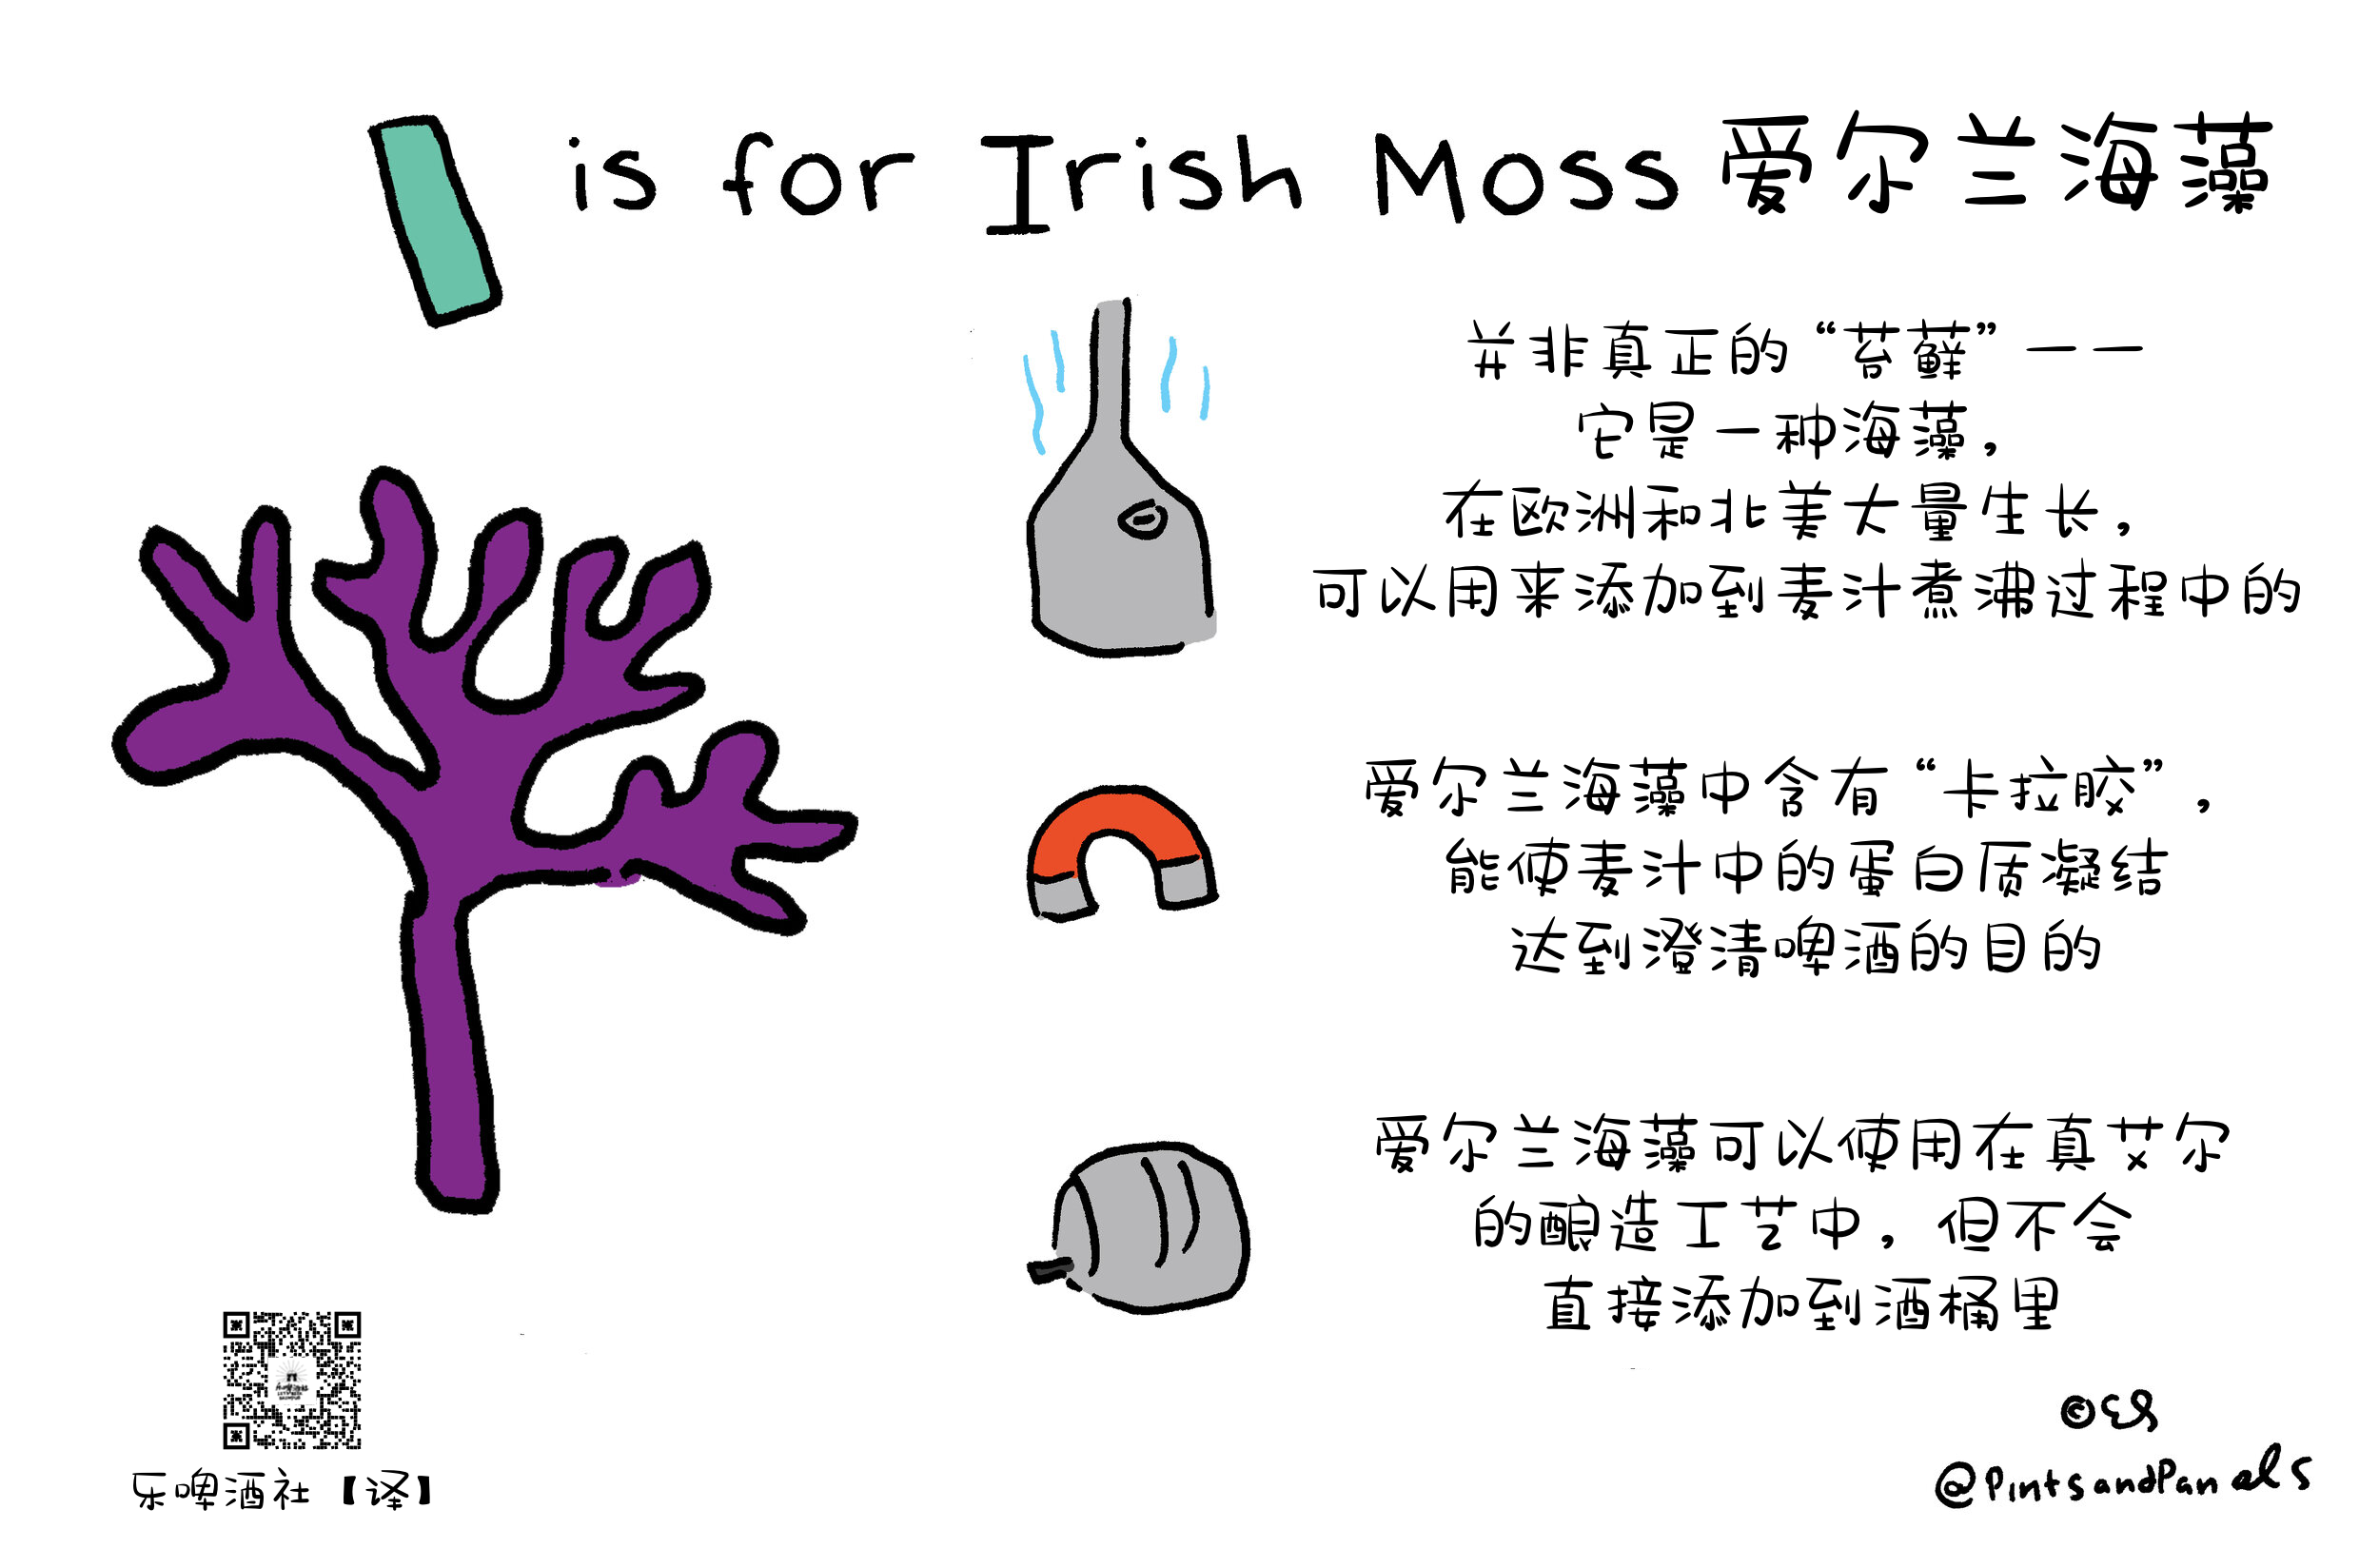 I is for Irish Moss 爱尔兰海藻
并非真正的“苔藓”——
它是一种海藻，
在欧洲和北美大量生长，
可以用来添加到麦汁煮沸过程中的
爱尔兰海藻中含有“卡拉胶”，
能使麦汁中的蛋白质凝结
达到澄清啤酒的目的
爱尔兰海藻可以使用在真艾尔
的酿造工艺中，但不会
直接添加到酒桶里
乐啤酒社【译】
©
@PintsandPanels